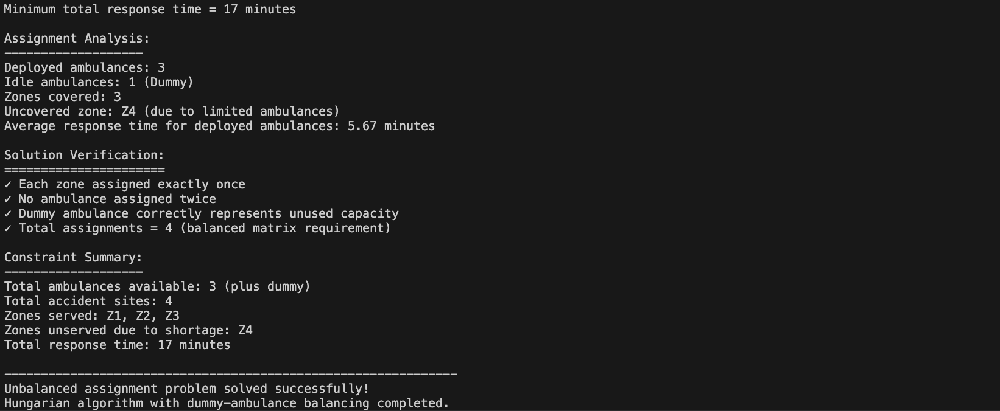 Minimum total response time = 17 minutes
Assignment Analysis:
-------------------
Deployed ambulances: 3
Idle ambulances: 1 (Dummy)
Zones covered: 3
Uncovered zone: Z4 (due to limited ambulances)
Average response time for deployed ambulances: 5.67 minutes
Solution Verification:
======================
✓ Each zone assigned exactly once
✓ No ambulance assigned twice
✓ Dummy ambulance correctly represents unused capacity
✓ Total assignments = 4 (balanced matrix requirement)
Constraint Summary:
-------------------
Total ambulances available: 3 (plus dummy)
Total accident sites: 4
Zones served: Z1, Z2, Z3
Zones unserved due to shortage: Z4
Total response time: 17 minutes
--------------------------------------------------------------
Unbalanced assignment problem solved successfully!
Hungarian algorithm with dummy-ambulance balancing completed.